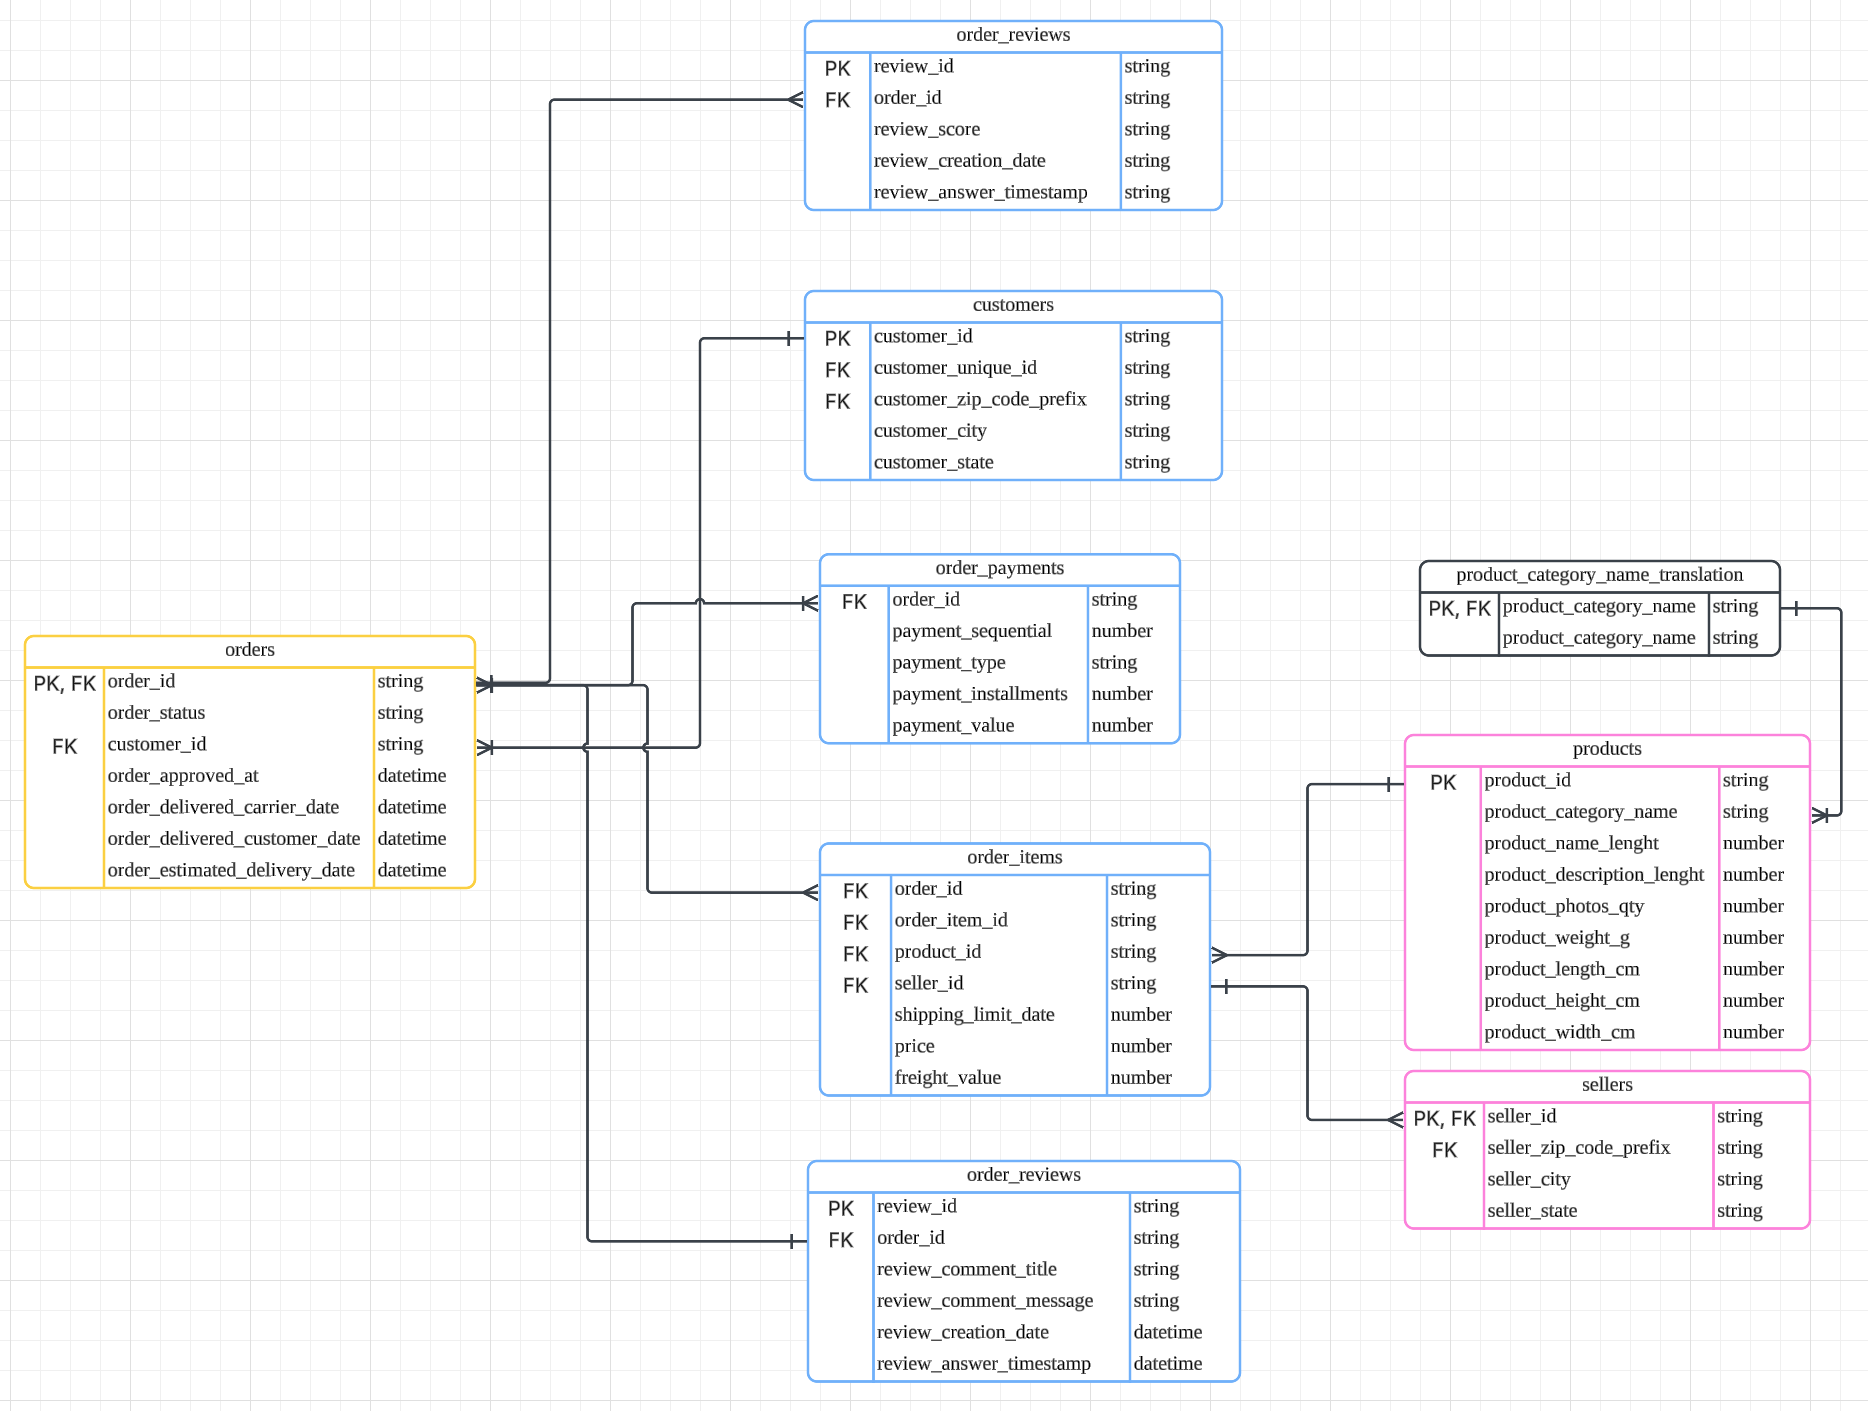 order_reviews
PK review_id string
FK order_id string
review_score string
review_creation_date string
review_answer_timestamp string
customers
PK customer_id string
FK customer_unique_id string
FK customer_zip_code_prefix string
customer_city string
customer_state string
order_payments
FK order_id string
payment_sequential number
payment_type string
payment_installments number
payment_value number
product_category_name_translation
PK, FK product_category_name string
product_category_name string
orders
PK, FK order_id string
order_status string
FK customer_id string
order_approved_at datetime
order_delivered_carrier_date datetime
order_delivered_customer_date datetime
order_estimated_delivery_date datetime
products
PK product_id string
product_category_name string
product_name_lenght number
product_description_lenght number
product_photos_qty number
product_weight_g number
product_length_cm number
product_height_cm number
product_width_cm number
order_items
FK order_id string
FK order_item_id string
FK product_id string
FK seller_id string
shipping_limit_date number
price number
freight_value number
sellers
PK, FK seller_id string
FK seller_zip_code_prefix string
seller_city string
seller_state string
order_reviews
PK review_id string
FK order_id string
review_comment_title string
review_comment_message string
review_creation_date datetime
review_answer_timestamp datetime